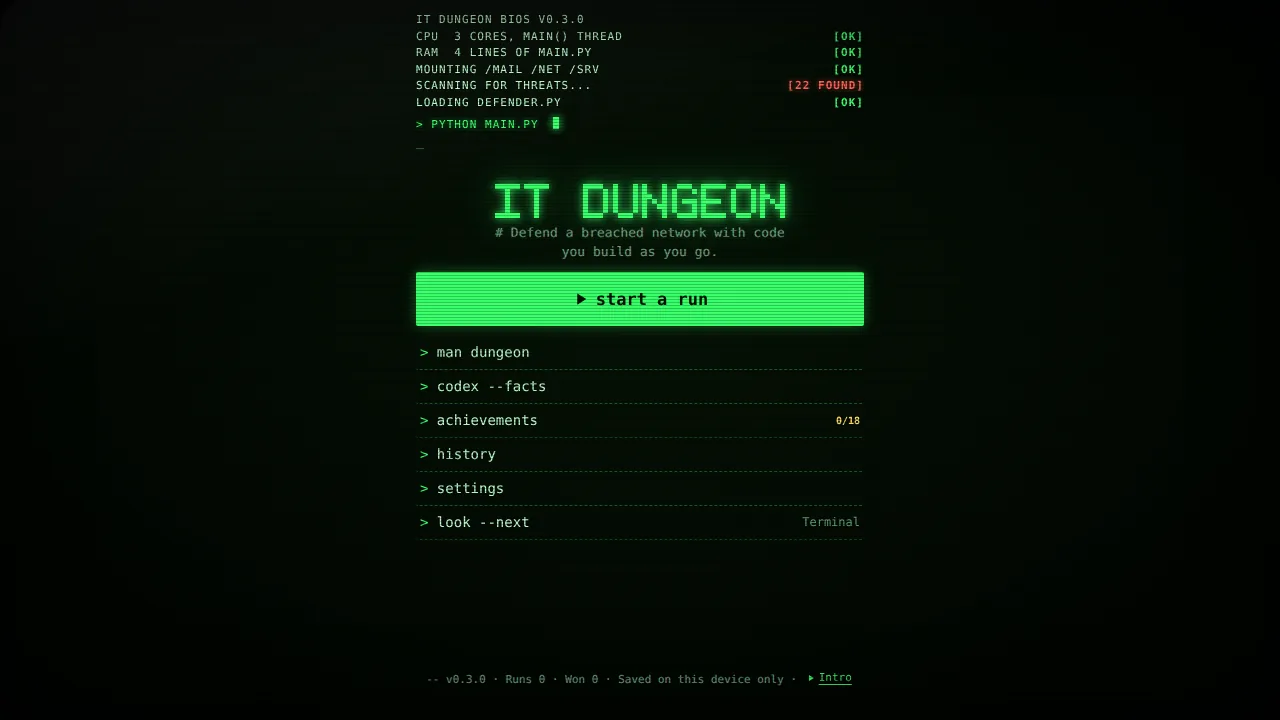 IT DUNGEON BIOS V0.3.0
CPU  3 CORES, MAIN() THREAD [OK]
RAM  4 LINES OF MAIN.PY [OK]
MOUNTING /MAIL /NET /SRV [OK]
SCANNING FOR THREATS... [22 FOUND]
LOADING DEFENDER.PY [OK]
> PYTHON MAIN.PY
_
IT DUNGEON
# Defend a breached network with code
you build as you go.
start a run
> man dungeon
> codex --facts
> achievements 0/18
> history
> settings
> look --next Terminal
-- v0.3.0 · Runs 0 · Won 0 · Saved on this device only · Intro